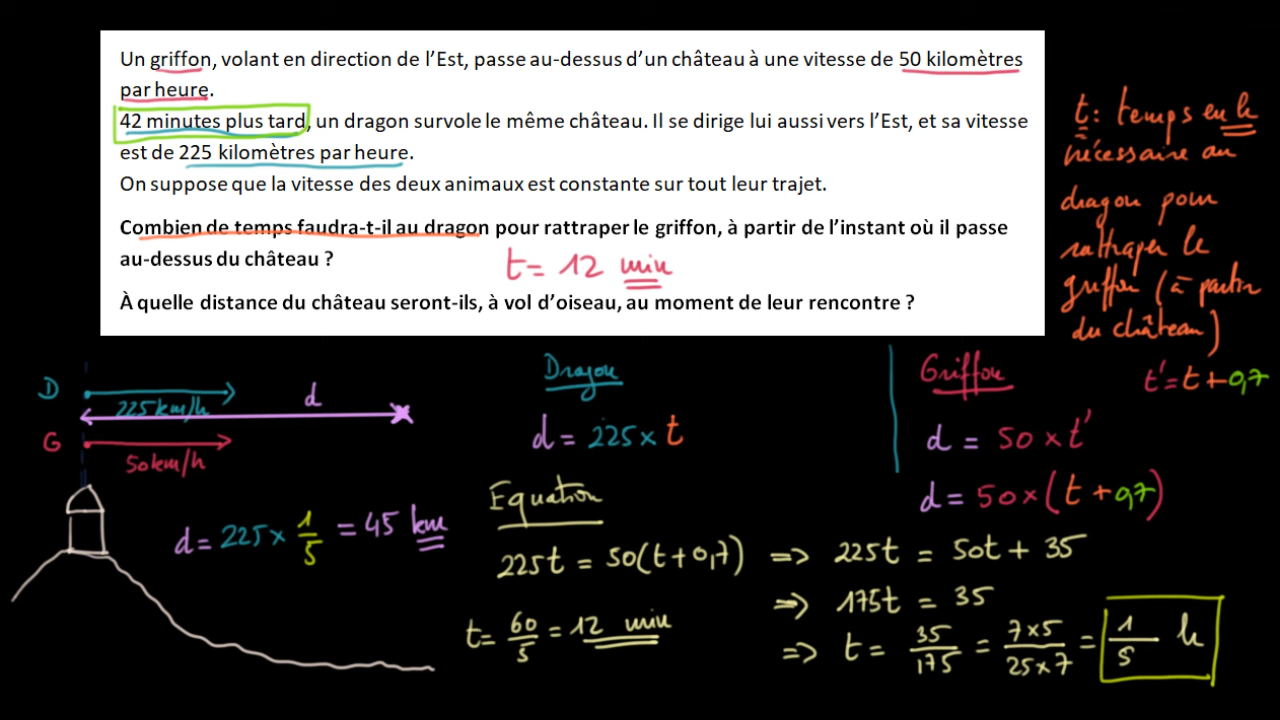 Un griffon, volant en direction de l'Est, passe au-dessus d'un château à une vitesse de 50 kilomètres
par heure.
42 minutes plus tard, un dragon survole le même château. Il se dirige lui aussi vers l'Est, et sa vitesse
est de 225 kilomètres par heure.
On suppose que la vitesse des deux animaux est constante sur tout leur trajet.
Combien de temps faudra-t-il au dragon pour rattraper le griffon, à partir de l'instant où il passe
au-dessus du château ?
t = 12 min
À quelle distance du château seront-ils, à vol d'oiseau, au moment de leur rencontre ?
t : temps en h
nécessaire au
dragon pour
rattraper le
griffon (à partir
du château)
D
225 km/h
d
G
50 km/h
d = 225 × 1/5 = 45 km
Dragon
d = 225 × t
Griffon
t' = t + 0,7
d = 50 × t'
d = 50 × (t + 0,7)
Equation
225t = 50(t + 0,7) => 225t = 50t + 35
=> 175t = 35
t = 60/5 = 12 min
=> t = 35/175 = 7×5/25×7 = 1/5 h